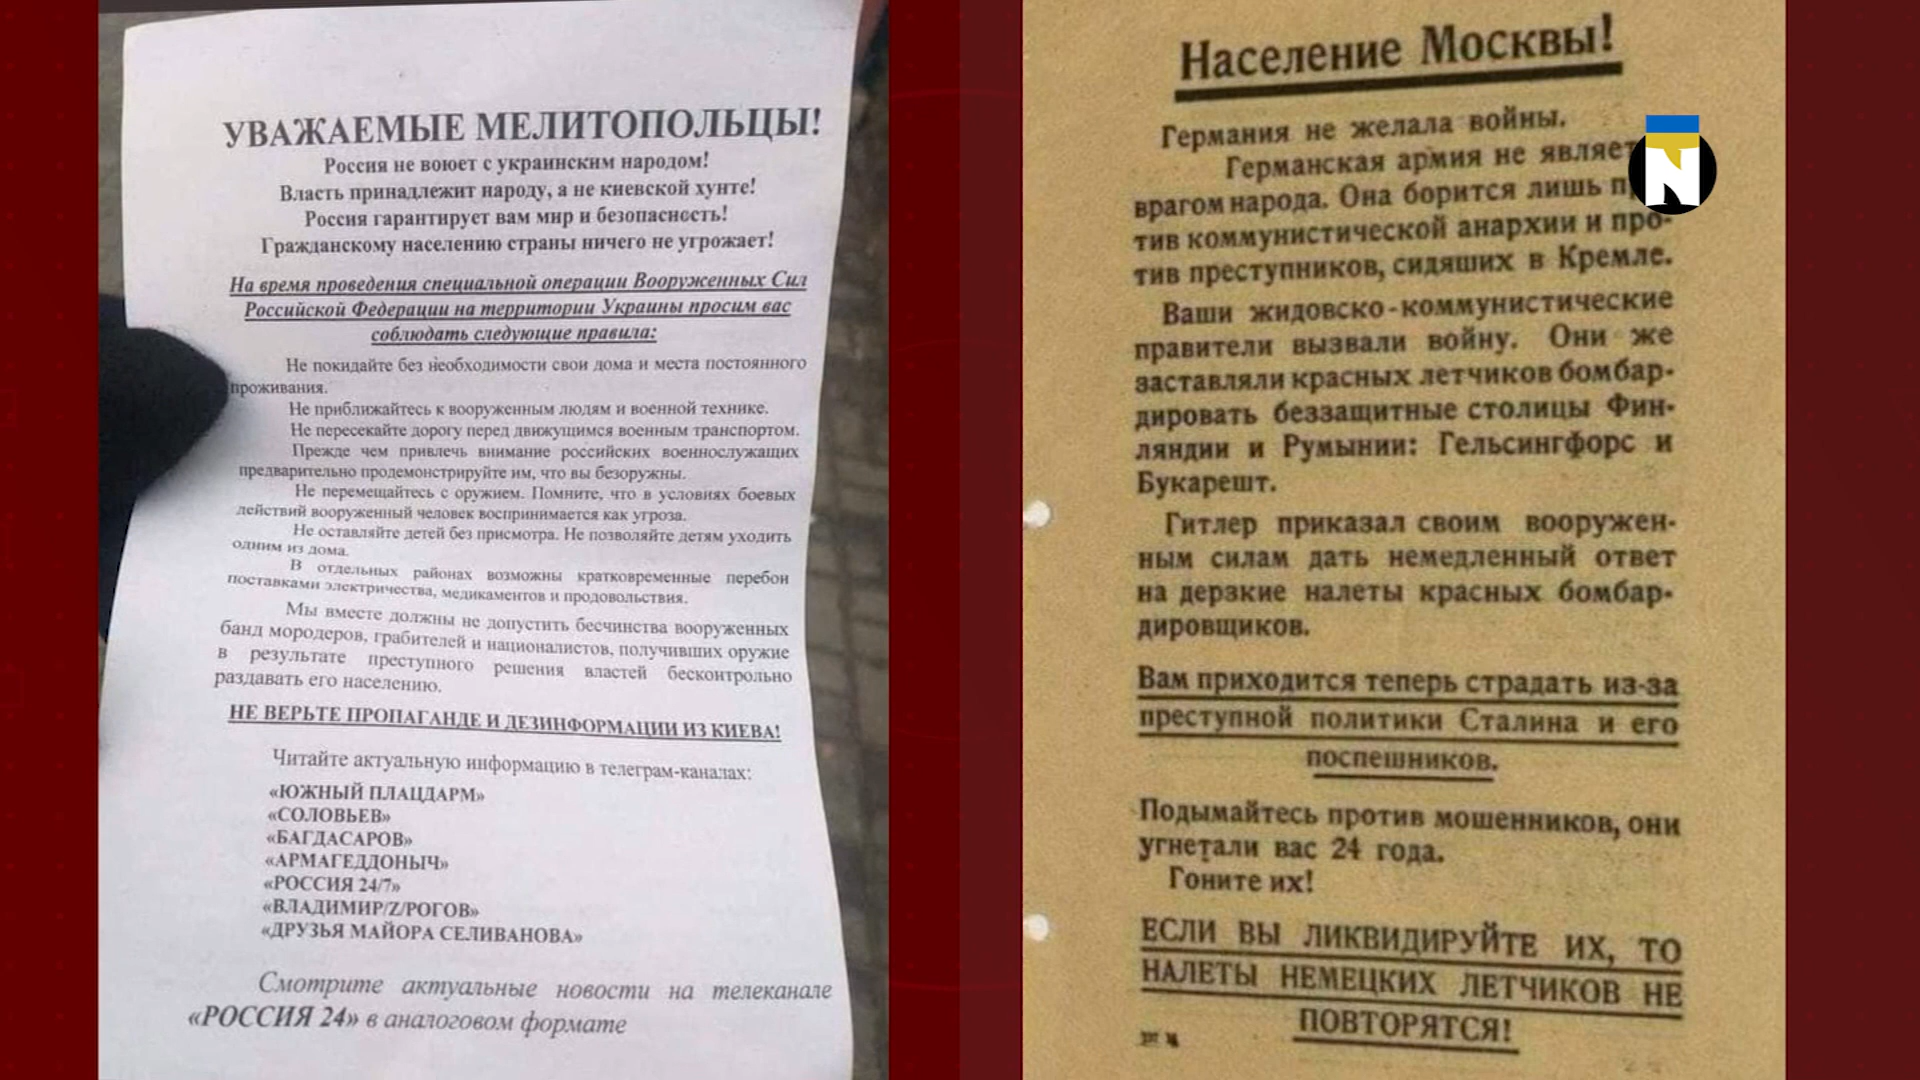 УВАЖАЕМЫЕ МЕЛИТОПОЛЬЦЫ!
Россия не воюет с украинским народом!
Власть принадлежит народу, а не киевской хунте!
Россия гарантирует вам мир и безопасность!
Гражданскому населению страны ничего не угрожает!
На время проведения специальной операции Вооруженных Сил
Российской Федерации на территории Украины просим вас
соблюдать следующие правила:
Не покидайте без необходимости свои дома и места постоянного
проживания.
Не приближайтесь к вооруженным людям и военной технике.
Не пересекайте дорогу перед движущимся военным транспортом.
Прежде чем привлечь внимание российских военнослужащих
предварительно продемонстрируйте им, что вы безоружны.
Не перемещайтесь с оружием. Помните, что в условиях боевых
действий вооруженный человек воспринимается как угроза.
Не оставляйте детей без присмотра. Не позволяйте детям уходить
одним из дома.
В отдельных районах возможны кратковременные перебои
поставками электричества, медикаментов и продовольствия.
Мы вместе должны не допустить бесчинства вооруженных
банд мородеров, грабителей и националистов, получивших оружие
в результате преступного решения властей бесконтрольно
раздавать его населению.
НЕ ВЕРЬТЕ ПРОПАГАНДЕ И ДЕЗИНФОРМАЦИИ ИЗ КИЕВА!
Читайте актуальную информацию в телеграм-каналах:
«ЮЖНЫЙ ПЛАЦДАРМ»
«СОЛОВЬЕВ»
«БАГДАСАРОВ»
«АРМАГЕДДОНЫЧ»
«РОССИЯ 24/7»
«ВЛАДИМИР/Z/РОГОВ»
«ДРУЗЬЯ МАЙОРА СЕЛИВАНОВА»
Смотрите актуальные новости на телеканале
«РОССИЯ 24» в аналоговом формате
Население Москвы!
Германия не желала войны.
Германская армия не являет
врагом народа. Она борится лишь п
тив коммунистической анархии и про-
тив преступников, сидяших в Кремле.
Ваши жидовско-коммунистические
правители вызвали войну. Они же
заставляли красных летчиков бомбар-
дировать беззащитные столицы Фин-
ляндии и Румынии: Гельсингфорс и
Букарешт.
Гитлер приказал своим вооружен-
ным силам дать немедленный ответ
на дерзкие налеты красных бомбар-
дировщиков.
Вам приходится теперь страдать из-за
преступной политики Сталина и его
поспешников.
Подымайтесь против мошенников, они
угнетали вас 24 года.
Гоните их!
ЕСЛИ ВЫ ЛИКВИДИРУЙТЕ ИХ, ТО
НАЛЕТЫ НЕМЕЦКИХ ЛЕТЧИКОВ НЕ
ПОВТОРЯТСЯ!
N